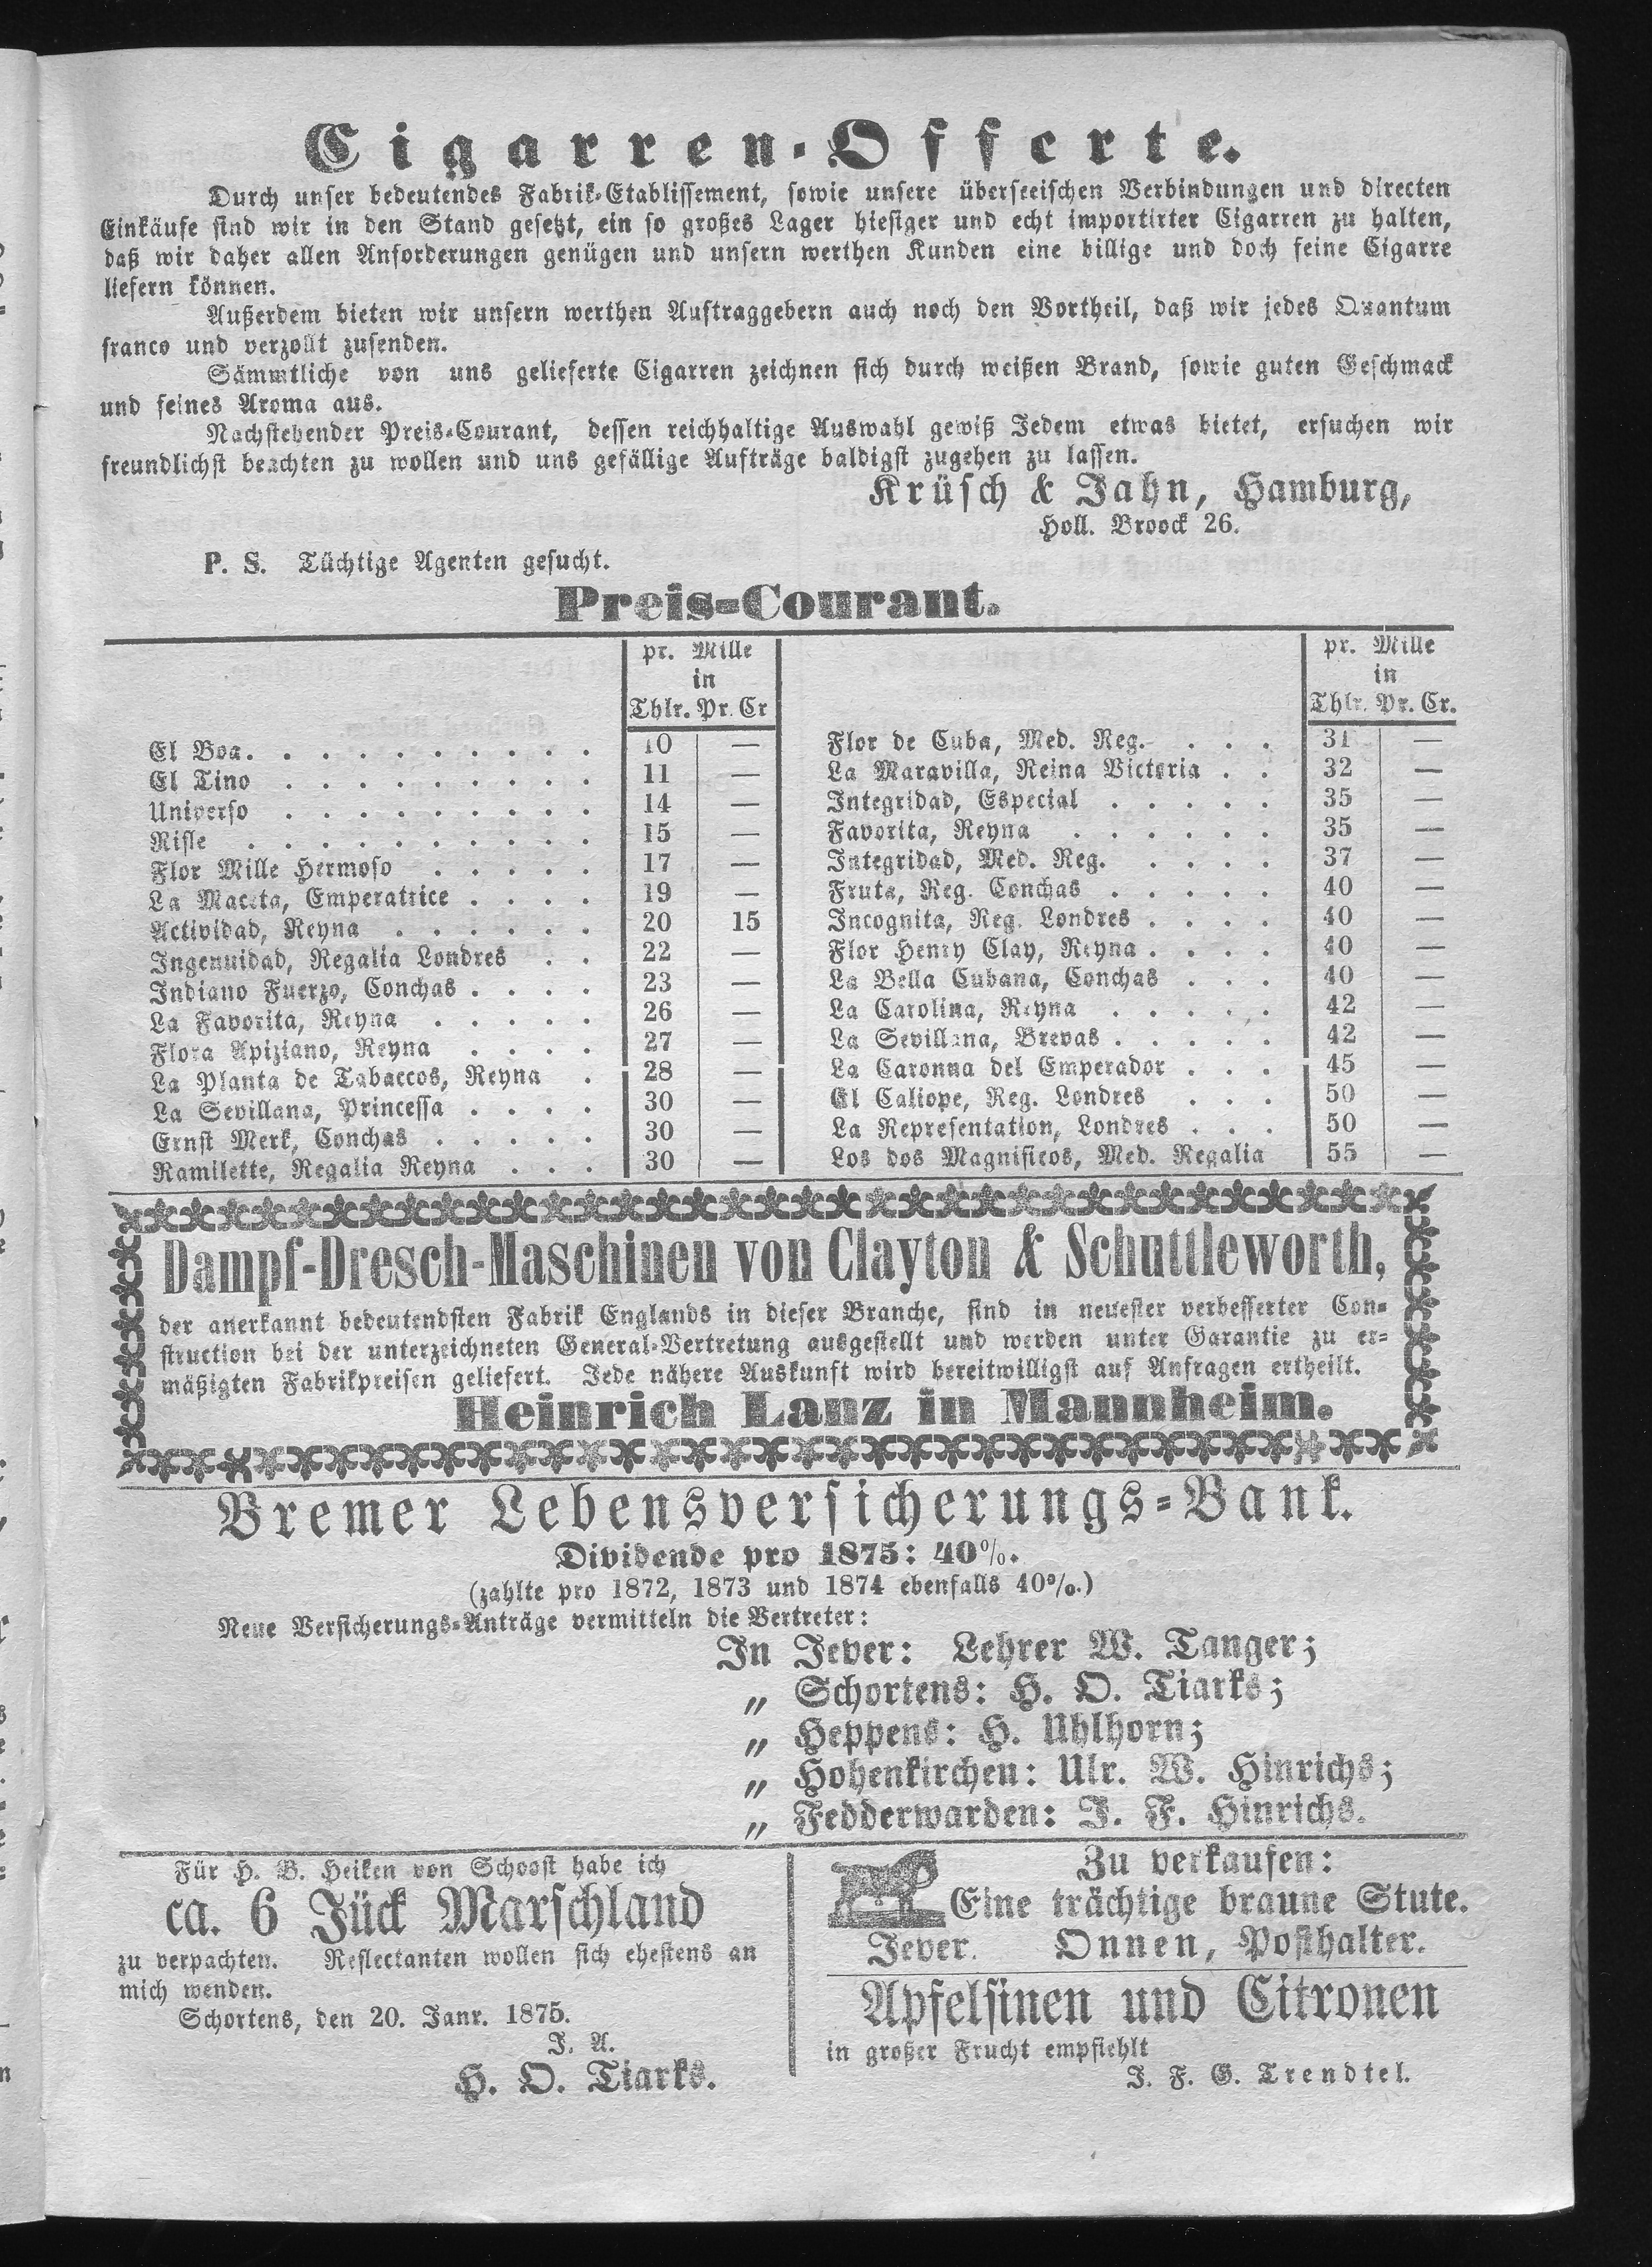 Cigarren-Offerte.
Durch unser bedeutendes Fabrik-Etablissement, sowie unsere überseeischen Verbindungen und directen
Einkäufe sind wir in den Stand gesetzt, ein so großes Lager hiesiger und echt importirter Cigarren zu halten,
daß wir daher allen Anforderungen genügen und unsern werthen Kunden eine billige und doch feine Cigarre
liefern können.
Außerdem bieten wir unsern werthen Auftraggebern auch noch den Vortheil, daß wir jedes Quantum
franco und verzollt zusenden.
Sämmtliche von uns gelieferte Cigarren zeichnen sich durch weißen Brand, sowie guten Geschmack
und feines Aroma aus.
Nachstehender Preis-Courant, dessen reichhaltige Auswahl gewiß Jedem etwas bietet, ersuchen wir
freundlichst beachten zu wollen und uns gefällige Aufträge baldigst zugehen zu lassen.
Krüsch & Jahn, Hamburg,
Holl. Broock 26.
P. S. Tüchtige Agenten gesucht.
Preis-Courant.
pr. Mille
in
Thlr. Pr. Cr
El Boa. . . . . . . . . . 10 —
El Tino . . . . . . . . . 11 —
Universo . . . . . . . . . 14 —
Rifle . . . . . . . . . . 15 —
Flor Mille Hermoso . . . . . 17 —
La Maceta, Emperatrice . . . . 19 —
Actividad, Reyna . . . . . . 20 15
Ingenuidad, Regalia Londres . . 22 —
Indiano Fuerzo, Conchas . . . . 23 —
La Favorita, Reyna . . . . . 26 —
Flora Apiziano, Reyna . . . . 27 —
La Planta de Tabaccos, Reyna . 28 —
La Sevillana, Princessa . . . . 30 —
Ernst Merk, Conchas . . . . . 30 —
Ramilette, Regalia Reyna . . . 30 —
pr. Mille
in
Thlr. Pr. Cr.
Flor de Cuba, Med. Reg. . . . 31 —
La Maravilla, Reina Victoria . . 32 —
Integridad, Especial . . . . . 35 —
Favorita, Reyna . . . . . . 35 —
Integridad, Med. Reg. . . . . 37 —
Fruta, Reg. Conchas . . . . . 40 —
Incognita, Reg. Londres . . . . 40 —
Flor Henry Clay, Reyna . . . . 40 —
La Bella Cubana, Conchas . . . 40 —
La Carolina, Reyna . . . . . 42 —
La Sevillana, Brevas . . . . . 42 —
La Caronna del Emperador . . . 45 —
El Caliope, Reg. Londres . . . 50 —
La Representation, Londres . . . 50 —
Los dos Magnificos, Med. Regalia 55 —
Dampf-Dresch-Maschinen von Clayton & Schuttleworth,
der anerkannt bedeutendsten Fabrik Englands in dieser Branche, sind in neuester verbesserter Con-
struction bei der unterzeichneten General-Vertretung ausgestellt und werden unter Garantie zu er-
mäßigten Fabrikpreisen geliefert. Jede nähere Auskunft wird bereitwilligst auf Anfragen ertheilt.
Heinrich Lanz in Mannheim.
Bremer Lebensversicherungs-Bank.
Dividende pro 1875: 40%.
(zahlte pro 1872, 1873 und 1874 ebenfalls 40%.)
Neue Versicherungs-Anträge vermitteln die Vertreter:
In Jever: Lehrer W. Tanger;
„ Schortens: H. O. Tiarks;
„ Heppens: H. Uhlhorn;
„ Hohenkirchen: Ulr. W. Hinrichs;
„ Fedderwarden: J. F. Hinrichs.
Für H. B. Heiken von Schoost habe ich
ca. 6 Jück Marschland
zu verpachten. Reflectanten wollen sich ehestens an
mich wenden.
Schortens, den 20. Janr. 1875.
J. A.
H. O. Tiarks.
Zu verkaufen:
Eine trächtige braune Stute.
Jever. Onnen, Posthalter.
Apfelsinen und Citronen
in großer Frucht empfiehlt
J. F. G. Trendtel.